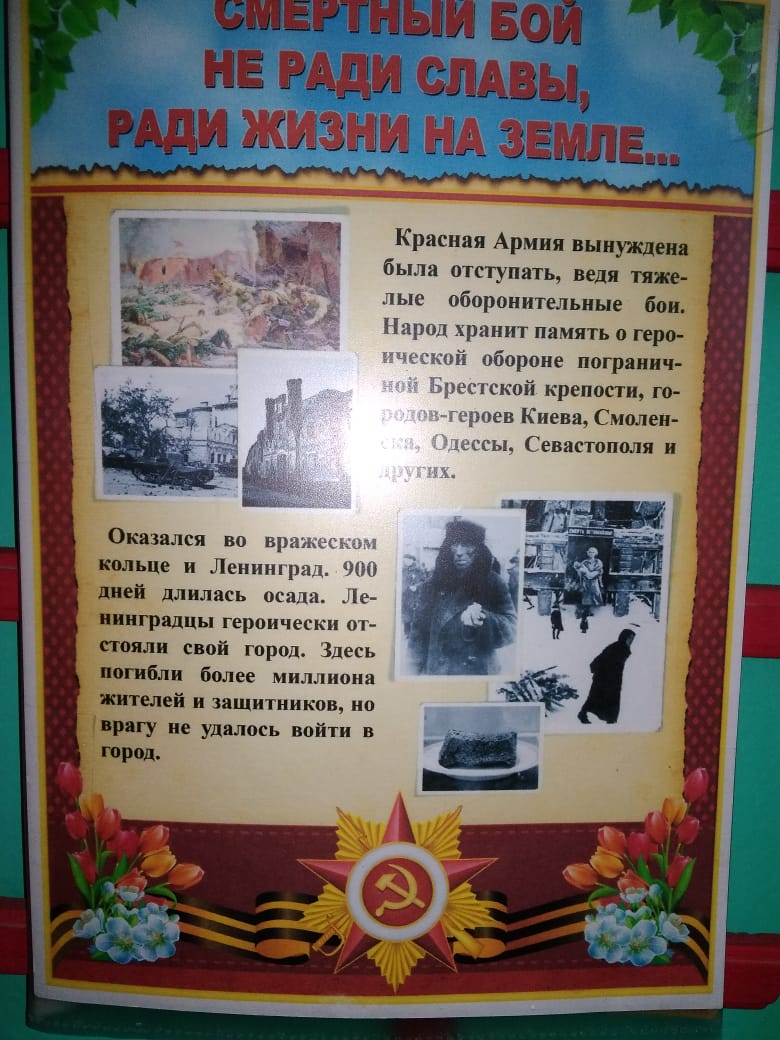 СМЕРТНЫЙ БОЙ
НЕ РАДИ СЛАВЫ,
РАДИ ЖИЗНИ НА ЗЕМЛЕ...
Красная Армия вынуждена
была отступать, ведя тяже-
лые оборонительные бои.
Народ хранит память о геро-
ической обороне погранич-
ной Брестской крепости, го-
родов-героев Киева, Смолен-
ска, Одессы, Севастополя и
других.
Оказался во вражеском
кольце и Ленинград. 900
дней длилась осада. Ле-
нинградцы героически от-
стояли свой город. Здесь
погибли более миллиона
жителей и защитников, но
врагу не удалось войти в
город.